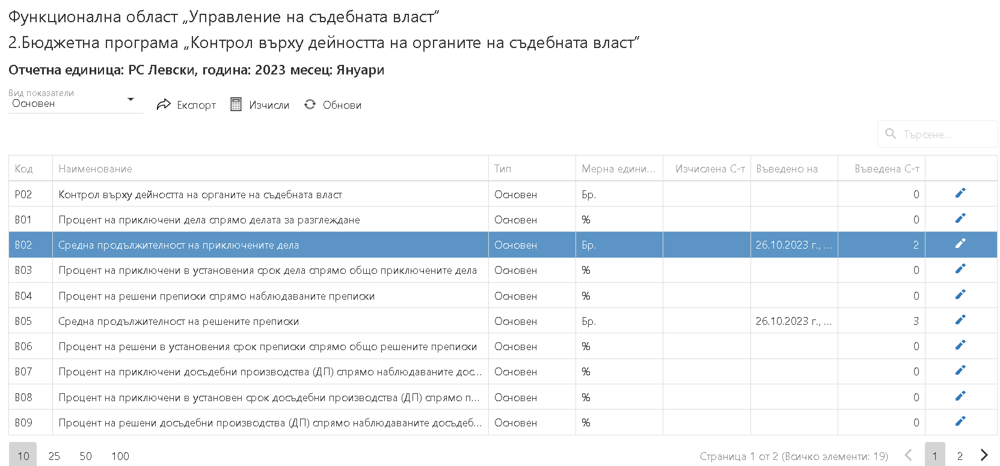 Функционална област „Управление на съдебната власт”
2.Бюджетна програма „Контрол върху дейността на органите на съдебната власт”
Отчетна единица: РС Левски, година: 2023 месец: Януари
Вид показатели
Основен Експорт Изчисли Обнови
Търсене...
Код Наименование Тип Мерна едини... Изчислена С-т Въведено на Въведена С-т
P02 Контрол върху дейността на органите на съдебната власт Основен Бр. 0
B01 Процент на приключени дела спрямо делата за разглеждане Основен % 0
B02 Средна продължителност на приключените дела Основен Бр. 26.10.2023 г., ... 2
B03 Процент на приключени в установения срок дела спрямо общо приключените дела Основен % 0
B04 Процент на решени преписки спрямо наблюдаваните преписки Основен % 0
B05 Средна продължителност на решените преписки Основен Бр. 26.10.2023 г., ... 3
B06 Процент на решени в установения срок преписки спрямо общо решените преписки Основен % 0
B07 Процент на приключени досъдебни производства (ДП) спрямо наблюдаваните дос... Основен % 0
B08 Процент на приключени в установен срок досъдебни производства (ДП) спрямо п... Основен % 0
B09 Процент на решени досъдебни производства (ДП) спрямо наблюдаваните досъдеб... Основен % 0
10 25 50 100 Страница 1 от 2 (Всичко елементи: 19) 1 2